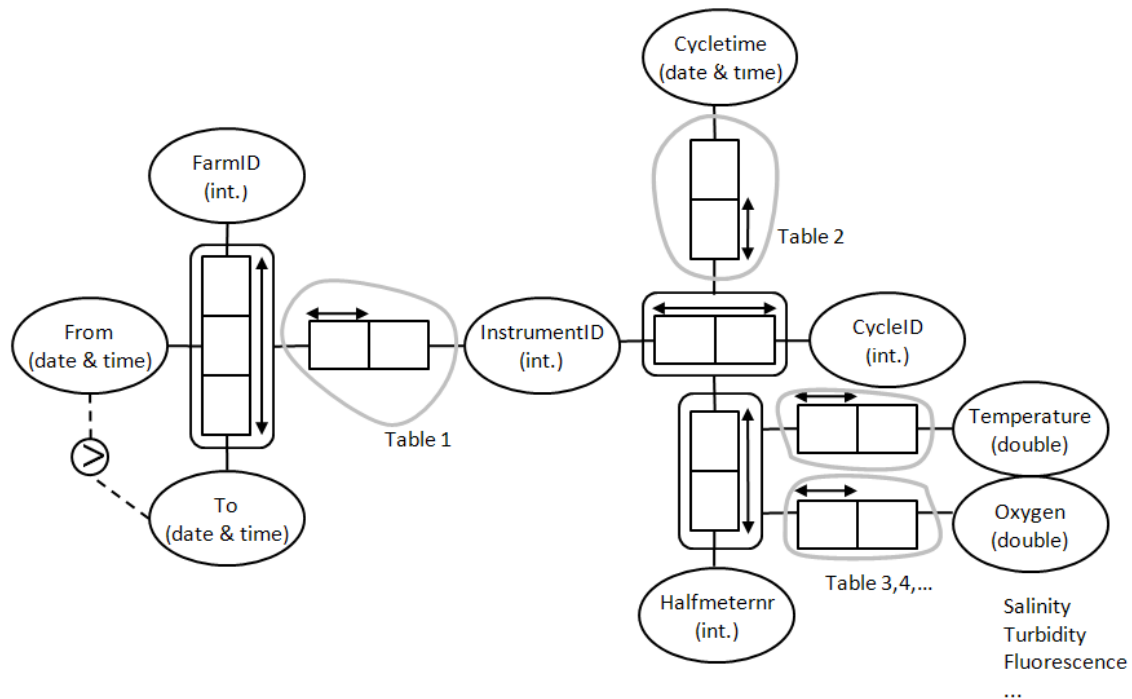 Cycletime
(date & time)
FarmID
(int.)
Table 2
From
(date & time)
InstrumentID
(int.)
CycleID
(int.)
Table 1
>
To
(date & time)
Temperature
(double)
Oxygen
(double)
Table 3,4,...
Halfmeternr
(int.)
Salinity
Turbidity
Fluorescence
...